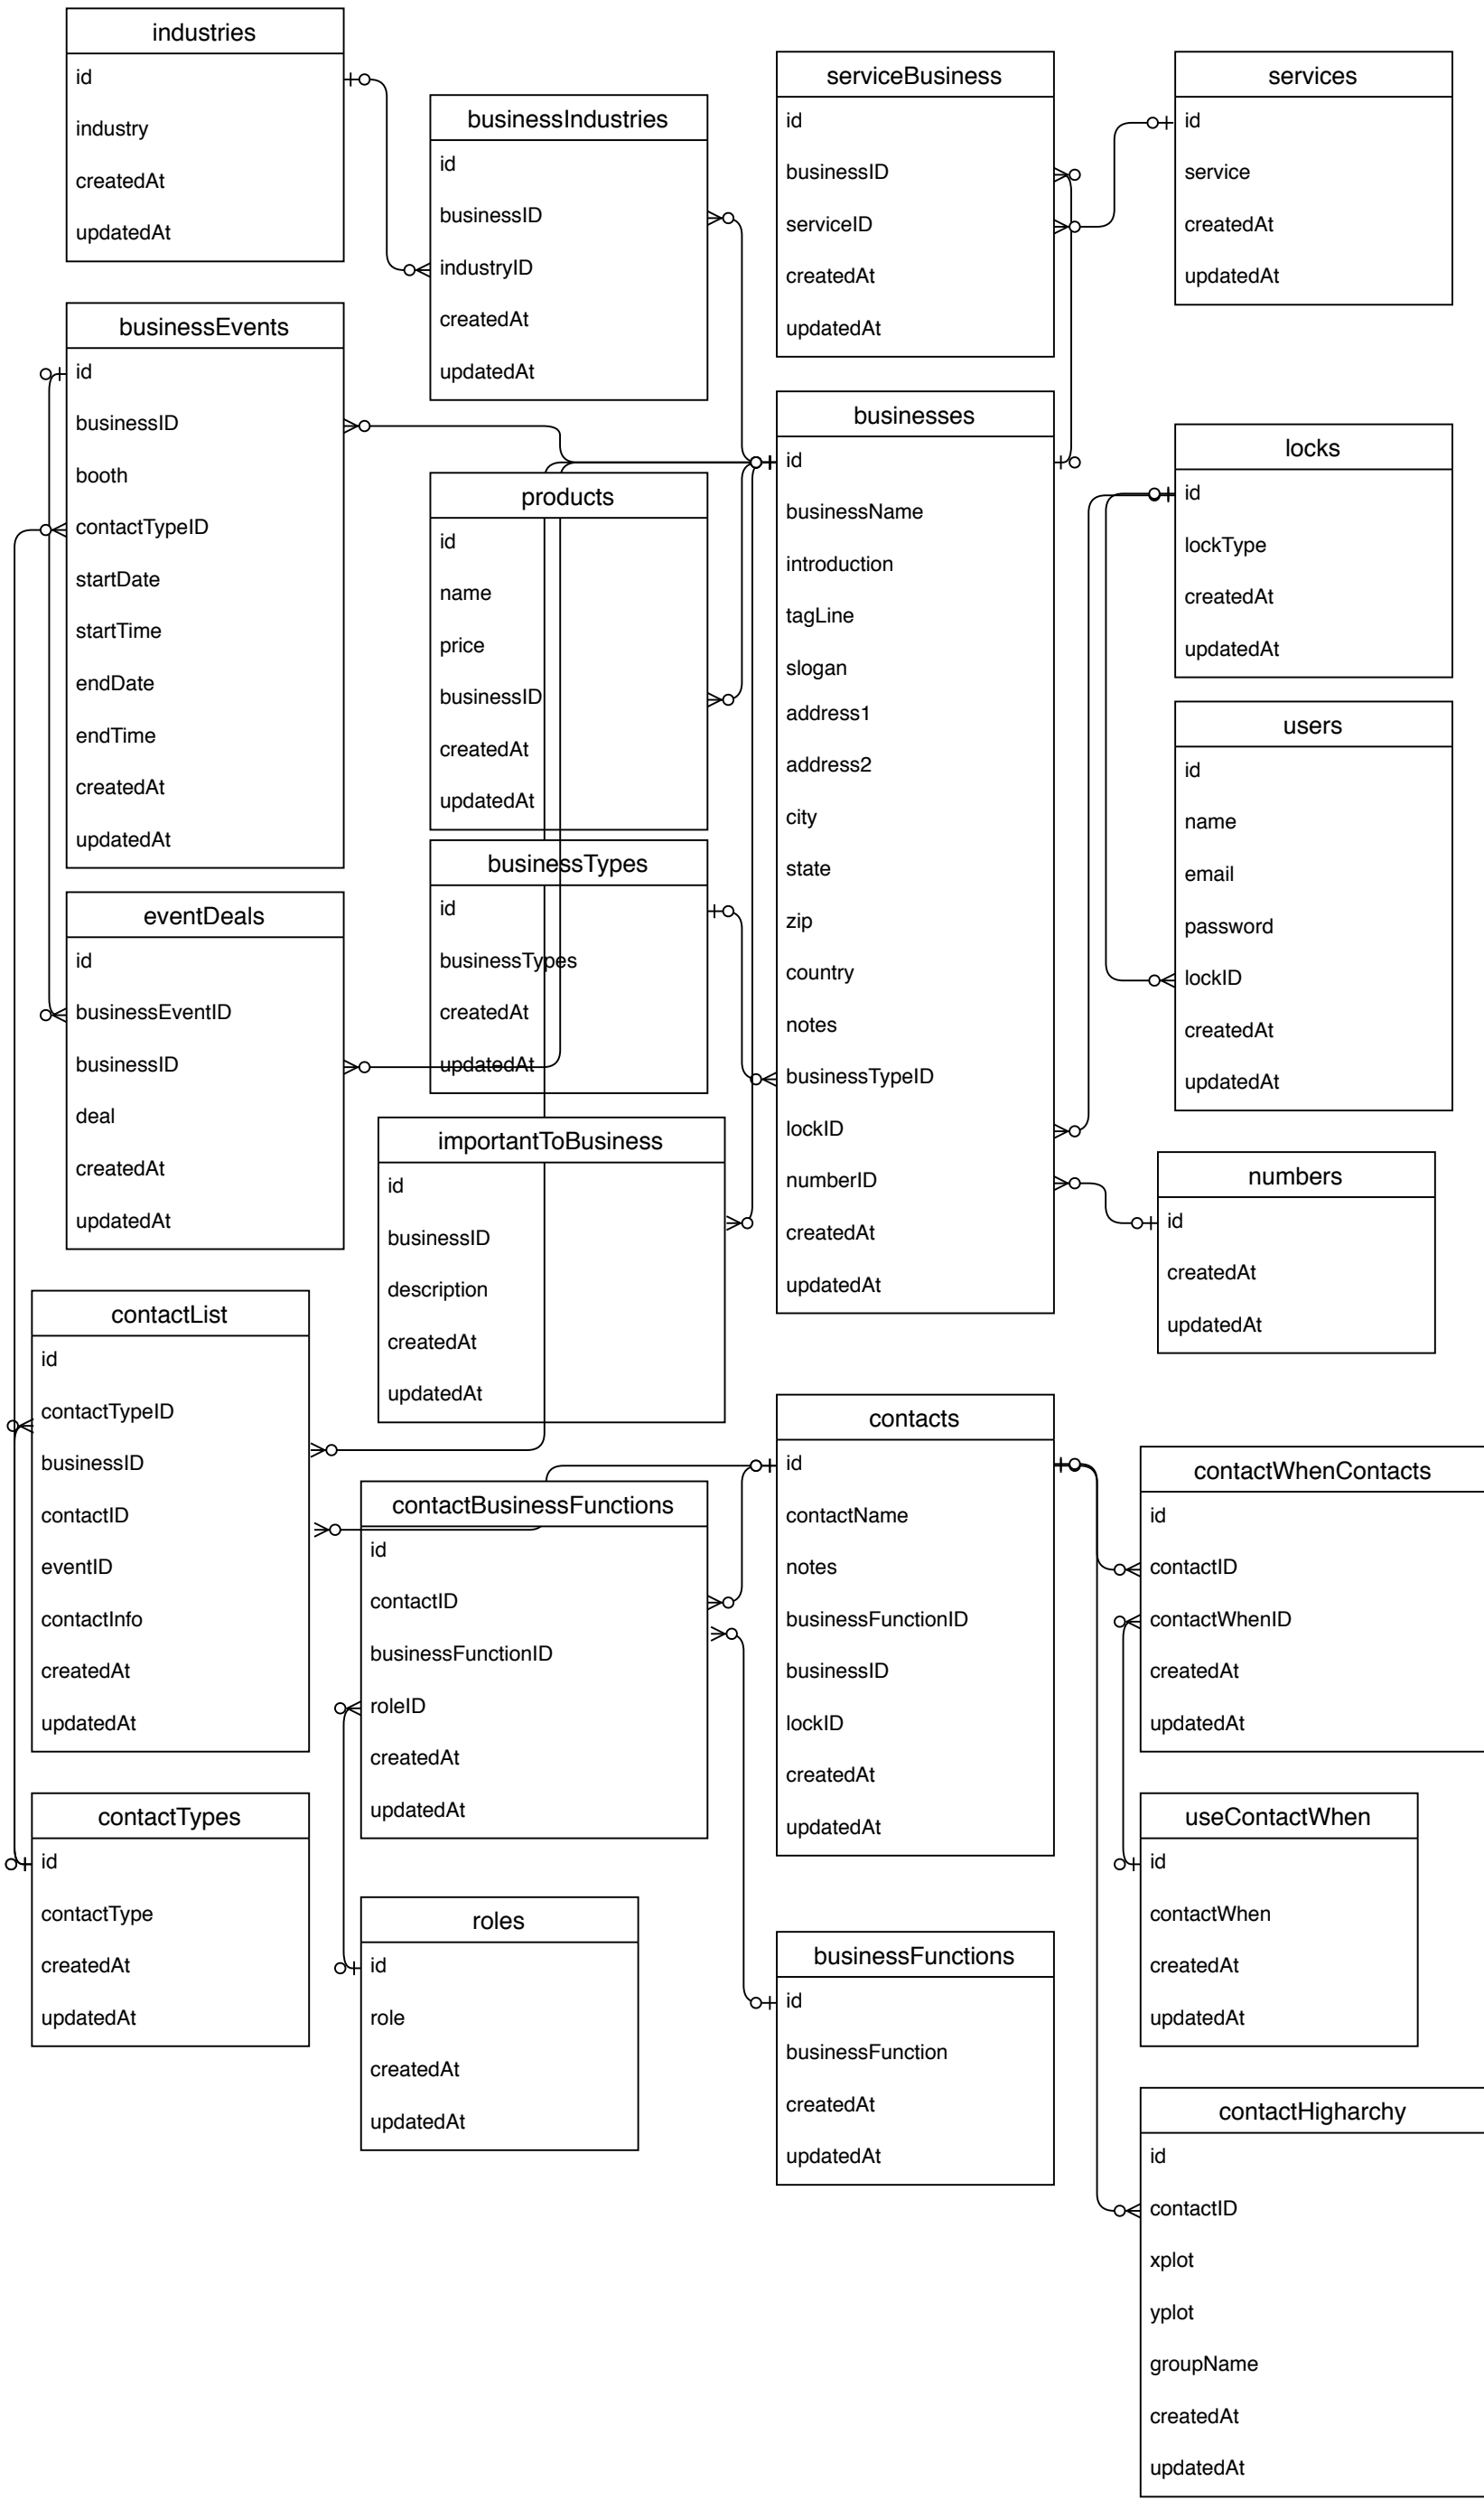 industries
id
industry
createdAt
updatedAt
businessIndustries
id
businessID
industryID
createdAt
updatedAt
serviceBusiness
id
businessID
serviceID
createdAt
updatedAt
services
id
service
createdAt
updatedAt
businessEvents
id
businessID
booth
contactTypeID
startDate
startTime
endDate
endTime
createdAt
updatedAt
products
id
name
price
businessID
createdAt
updatedAt
businesses
id
businessName
introduction
tagLine
slogan
address1
address2
city
state
zip
country
notes
businessTypeID
lockID
numberID
createdAt
updatedAt
locks
id
lockType
createdAt
updatedAt
users
id
name
email
password
lockID
createdAt
updatedAt
businessTypes
id
businessTypes
createdAt
updatedAt
eventDeals
id
businessEventID
businessID
deal
createdAt
updatedAt
importantToBusiness
id
businessID
description
createdAt
updatedAt
numbers
id
createdAt
updatedAt
contactList
id
contactTypeID
businessID
contactID
eventID
contactInfo
createdAt
updatedAt
contactBusinessFunctions
id
contactID
businessFunctionID
roleID
createdAt
updatedAt
contacts
id
contactName
notes
businessFunctionID
businessID
lockID
createdAt
updatedAt
contactWhenContacts
id
contactID
contactWhenID
createdAt
updatedAt
contactTypes
id
contactType
createdAt
updatedAt
roles
id
role
createdAt
updatedAt
businessFunctions
id
businessFunction
createdAt
updatedAt
useContactWhen
id
contactWhen
createdAt
updatedAt
contactHigharchy
id
contactID
xplot
yplot
groupName
createdAt
updatedAt